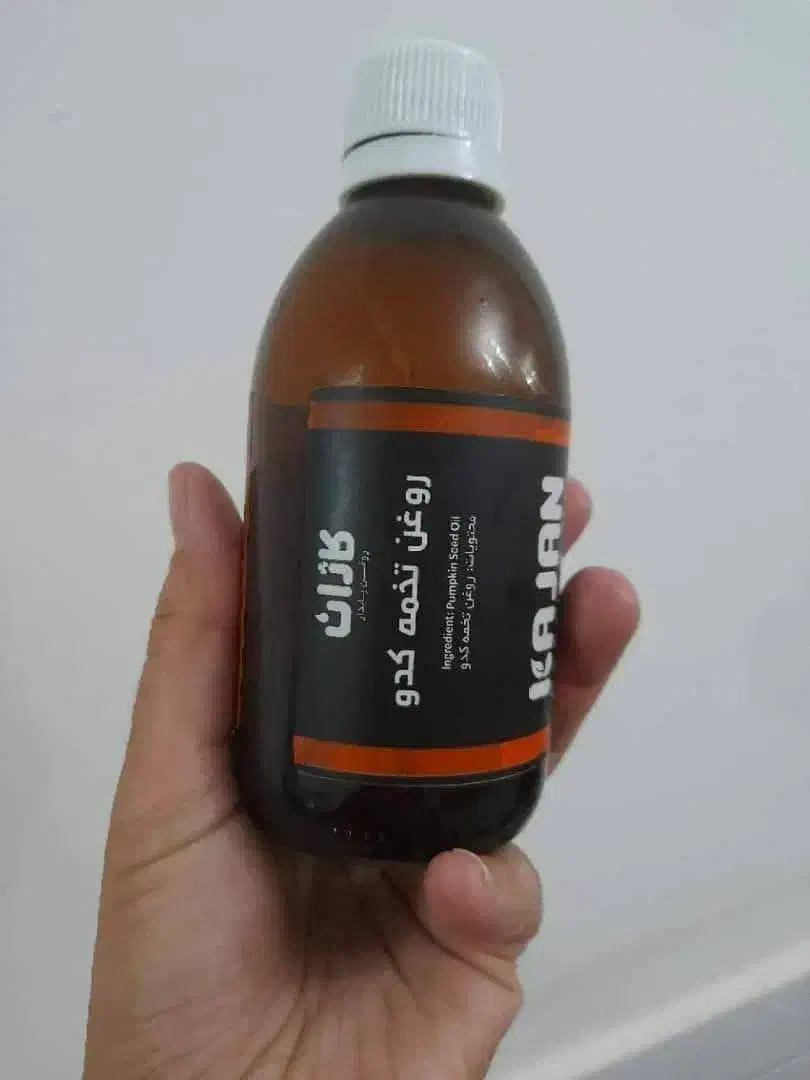 کاژان
روغن تخمه کدو
Ingredient: Pumpkin Seed Oil
محتویات: روغن تخمه کدو
KAJAN